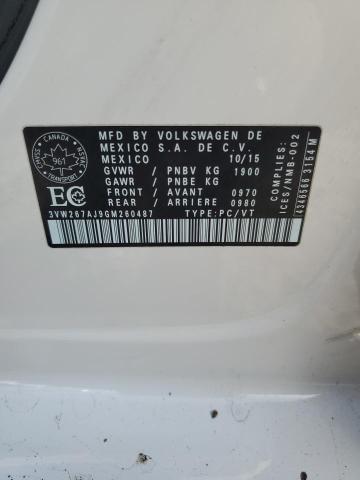 CANADA
961
TRANSPORT
EC
MFD BY VOLKSWAGEN DE
MEXICO S.A. DE C.V.
MEXICO 10/15
GVWR / PNBV KG 1900
GAWR / PNBE KG
FRONT / AVANT 0970
REAR / ARRIERE 0980
3VW267AJ9GM260487 TYPE:PC/VT
COMPLIES:
ICES/NMB-002
4346566 3154 M